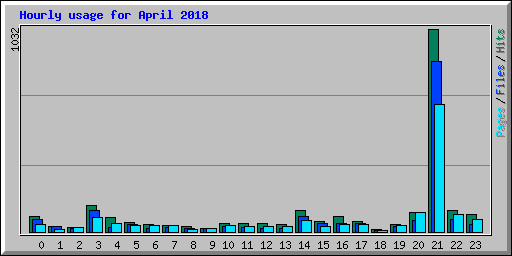 Hourly usage for April 2018
1032
Pages/Files/Hits
0 1 2 3 4 5 6 7 8 9 10 11 12 13 14 15 16 17 18 19 20 21 22 23